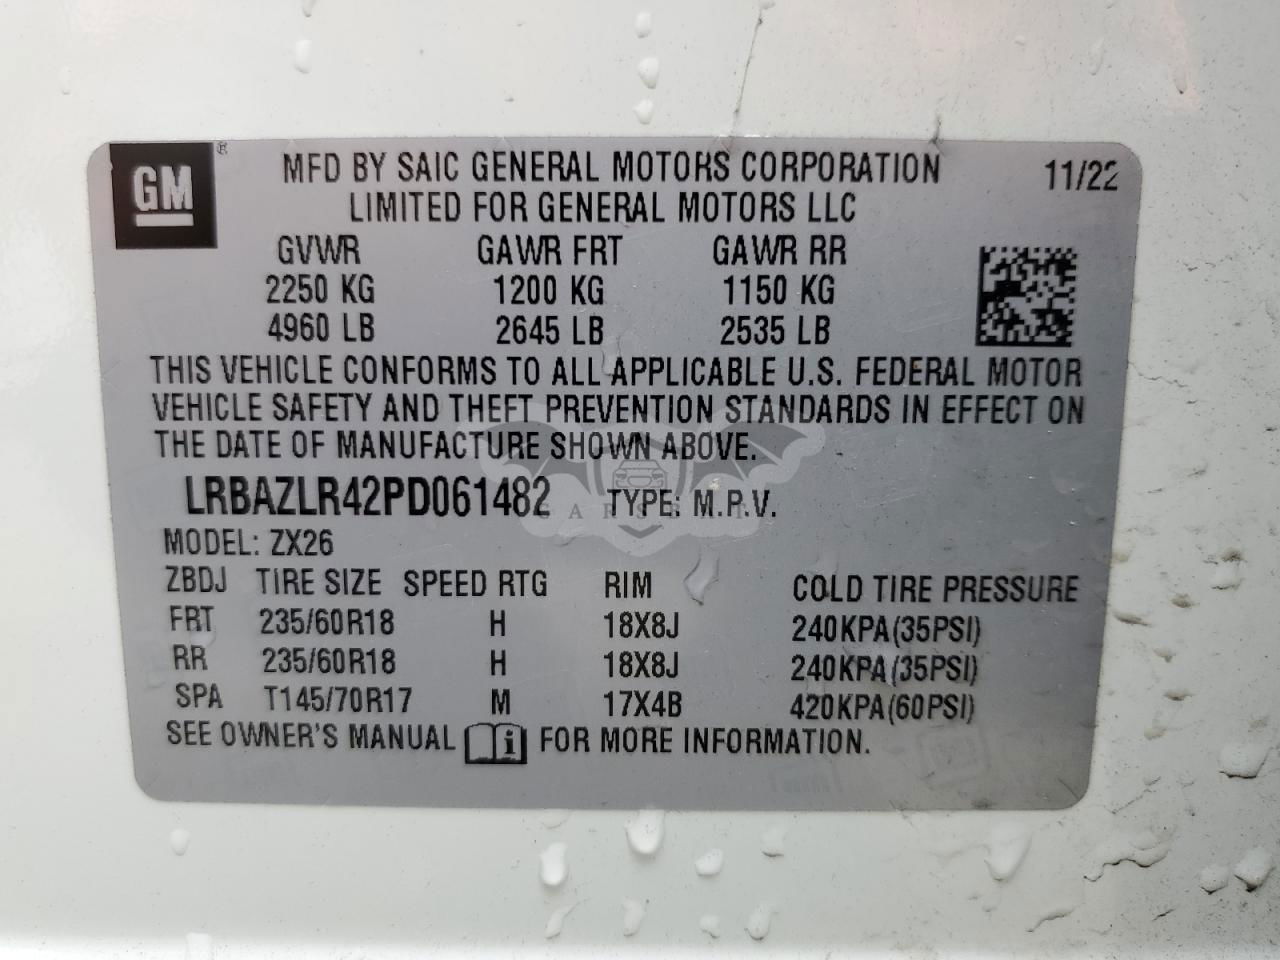 GM ®
MFD BY SAIC GENERAL MOTORS CORPORATION 11/22
LIMITED FOR GENERAL MOTORS LLC
GVWR GAWR FRT GAWR RR
2250 KG 1200 KG 1150 KG
4960 LB 2645 LB 2535 LB
THIS VEHICLE CONFORMS TO ALL APPLICABLE U.S. FEDERAL MOTOR
VEHICLE SAFETY AND THEFT PREVENTION STANDARDS IN EFFECT ON
THE DATE OF MANUFACTURE SHOWN ABOVE.
LRBAZLR42PD061482 TYPE: M.P.V.
MODEL: ZX26
ZBDJ TIRE SIZE SPEED RTG RIM COLD TIRE PRESSURE
FRT 235/60R18 H 18X8J 240KPA(35PSI)
RR 235/60R18 H 18X8J 240KPA(35PSI)
SPA T145/70R17 M 17X4B 420KPA(60PSI)
SEE OWNER'S MANUAL i FOR MORE INFORMATION.